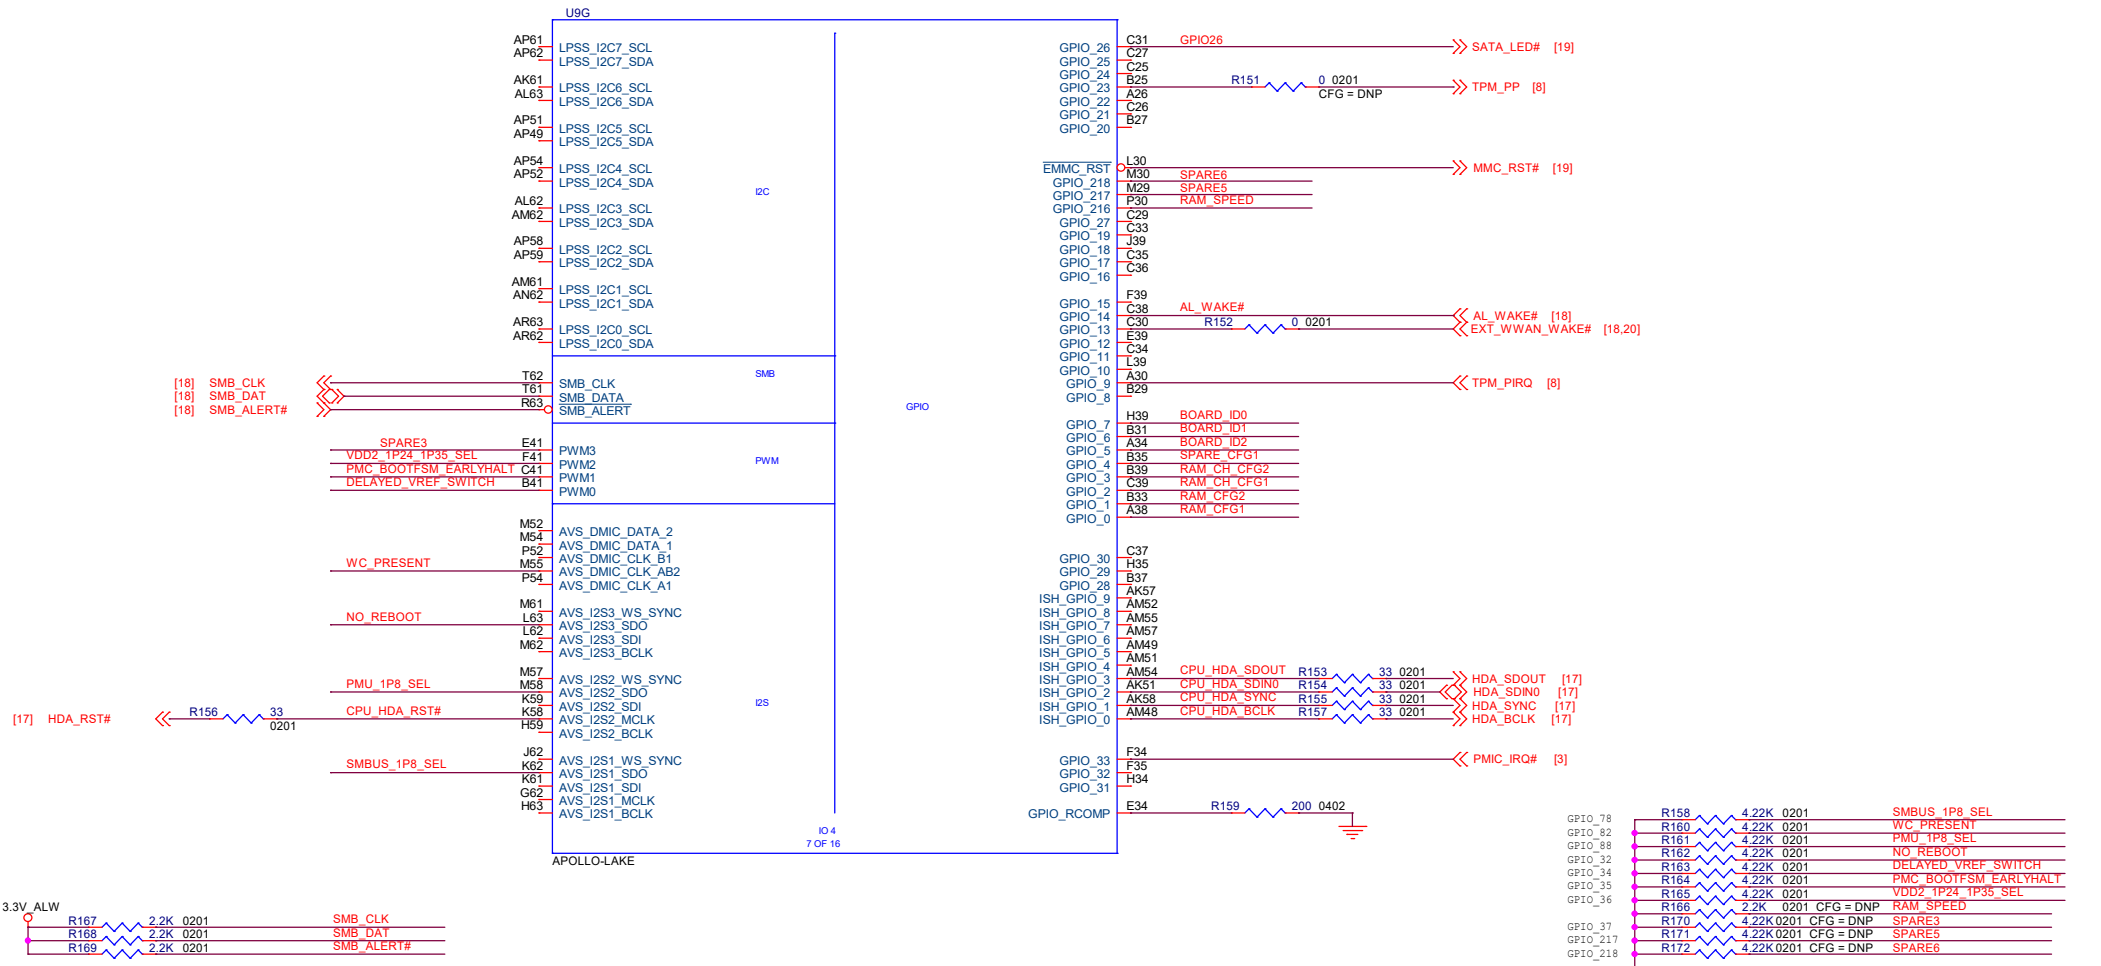 U9G
AP61 LPSS_I2C7_SCL
AP62 LPSS_I2C7_SDA
AK61 LPSS_I2C6_SCL
AL63 LPSS_I2C6_SDA
AP51 LPSS_I2C5_SCL
AP49 LPSS_I2C5_SDA
AP54 LPSS_I2C4_SCL
AP52 LPSS_I2C4_SDA
AL62 LPSS_I2C3_SCL
AM62 LPSS_I2C3_SDA
AP58 LPSS_I2C2_SCL
AP59 LPSS_I2C2_SDA
AM61 LPSS_I2C1_SCL
AN62 LPSS_I2C1_SDA
AR63 LPSS_I2C0_SCL
AR62 LPSS_I2C0_SDA
I2C
[18] SMB_CLK T62 SMB_CLK
[18] SMB_DAT T61 SMB_DATA
[18] SMB_ALERT# R63 SMB_ALERT
SMB
SPARE3 E41 PWM3
VDD2_1P24_1P35_SEL F41 PWM2
PMC_BOOTFSM_EARLYHALT C41 PWM1
DELAYED_VREF_SWITCH B41 PWM0
PWM
M52 AVS_DMIC_DATA_2
M54 AVS_DMIC_DATA_1
P52 AVS_DMIC_CLK_B1
WC_PRESENT M55 AVS_DMIC_CLK_AB2
P54 AVS_DMIC_CLK_A1
M61 AVS_I2S3_WS_SYNC
NO_REBOOT L63 AVS_I2S3_SDO
L62 AVS_I2S3_SDI
M62 AVS_I2S3_BCLK
M57 AVS_I2S2_WS_SYNC
PMU_1P8_SEL M58 AVS_I2S2_SDO
K59 AVS_I2S2_SDI
[17] HDA_RST# R156 33 0201 CPU_HDA_RST# K58 AVS_I2S2_MCLK
H59 AVS_I2S2_BCLK
J62 AVS_I2S1_WS_SYNC
SMBUS_1P8_SEL K62 AVS_I2S1_SDO
K61 AVS_I2S1_SDI
G62 AVS_I2S1_MCLK
H63 AVS_I2S1_BCLK
I2S
GPIO
GPIO_26 C31 GPIO26 SATA_LED# [19]
GPIO_25 C27
GPIO_24 C25
GPIO_23 B25 R151 0 0201 CFG = DNP TPM_PP [8]
GPIO_22 A26
GPIO_21 C26
GPIO_20 B27
EMMC_RST L30 MMC_RST# [19]
GPIO_218 M30 SPARE6
GPIO_217 M29 SPARE5
GPIO_216 P30 RAM_SPEED
GPIO_27 C29
GPIO_19 C33
GPIO_18 J39
GPIO_17 C35
GPIO_16 C36
GPIO_15 F39
GPIO_14 C38 AL_WAKE# AL_WAKE# [18]
GPIO_13 C30 R152 0 0201 EXT_WWAN_WAKE# [18,20]
GPIO_12 E39
GPIO_11 C34
GPIO_10 L39
GPIO_9 A30 TPM_PIRQ [8]
GPIO_8 B29
GPIO_7 H39 BOARD_ID0
GPIO_6 B31 BOARD_ID1
GPIO_5 A34 BOARD_ID2
GPIO_4 B35 SPARE_CFG1
GPIO_3 B39 RAM_CH_CFG2
GPIO_2 C39 RAM_CH_CFG1
GPIO_1 B33 RAM_CFG2
GPIO_0 A38 RAM_CFG1
GPIO_30 C37
GPIO_29 H35
GPIO_28 B37
ISH_GPIO_9 AK57
ISH_GPIO_8 AM52
ISH_GPIO_7 AM55
ISH_GPIO_6 AM57
ISH_GPIO_5 AM49
ISH_GPIO_4 AM51
ISH_GPIO_3 AM54 CPU_HDA_SDOUT R153 33 0201 HDA_SDOUT [17]
ISH_GPIO_2 AK51 CPU_HDA_SDIN0 R154 33 0201 HDA_SDIN0 [17]
ISH_GPIO_1 AK58 CPU_HDA_SYNC R155 33 0201 HDA_SYNC [17]
ISH_GPIO_0 AM48 CPU_HDA_BCLK R157 33 0201 HDA_BCLK [17]
GPIO_33 F34 PMIC_IRQ# [3]
GPIO_32 F35
GPIO_31 H34
GPIO_RCOMP E34 R159 200 0402
IO 4
7 OF 16
APOLLO-LAKE
3.3V_ALW
R167 2.2K 0201 SMB_CLK
R168 2.2K 0201 SMB_DAT
R169 2.2K 0201 SMB_ALERT#
GPIO_78 R158 4.22K 0201 SMBUS_1P8_SEL
GPIO_82 R160 4.22K 0201 WC_PRESENT
GPIO_88 R161 4.22K 0201 PMU_1P8_SEL
GPIO_32 R162 4.22K 0201 NO_REBOOT
GPIO_34 R163 4.22K 0201 DELAYED_VREF_SWITCH
GPIO_35 R164 4.22K 0201 PMC_BOOTFSM_EARLYHALT
GPIO_36 R165 4.22K 0201 VDD2_1P24_1P35_SEL
R166 2.2K 0201 CFG = DNP RAM_SPEED
GPIO_37 R170 4.22K 0201 CFG = DNP SPARE3
GPIO_217 R171 4.22K 0201 CFG = DNP SPARE5
GPIO_218 R172 4.22K 0201 CFG = DNP SPARE6